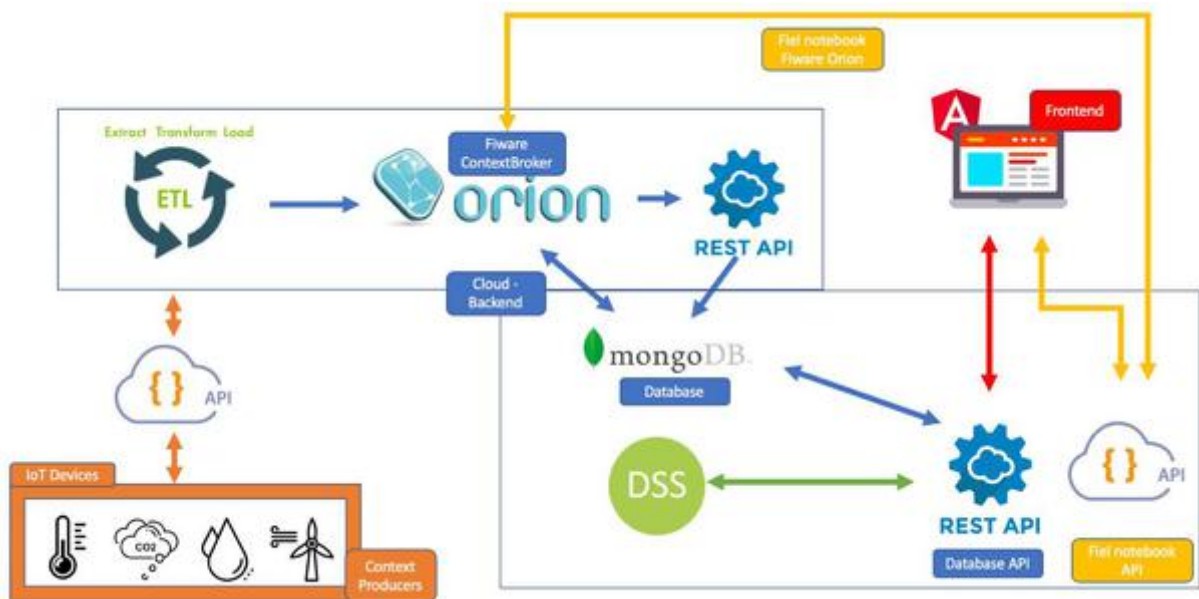 Fiel notebook
Fiware Orion
Frontend
Extract Transform Load
ETL
Fiware
ContextBroker
orion
REST API
Cloud -
Backend
mongoDB
Database
{ } API
IoT Devices
CO2
Context
Producers
DSS
REST API
Database API
{ } API
Fiel notebook
API